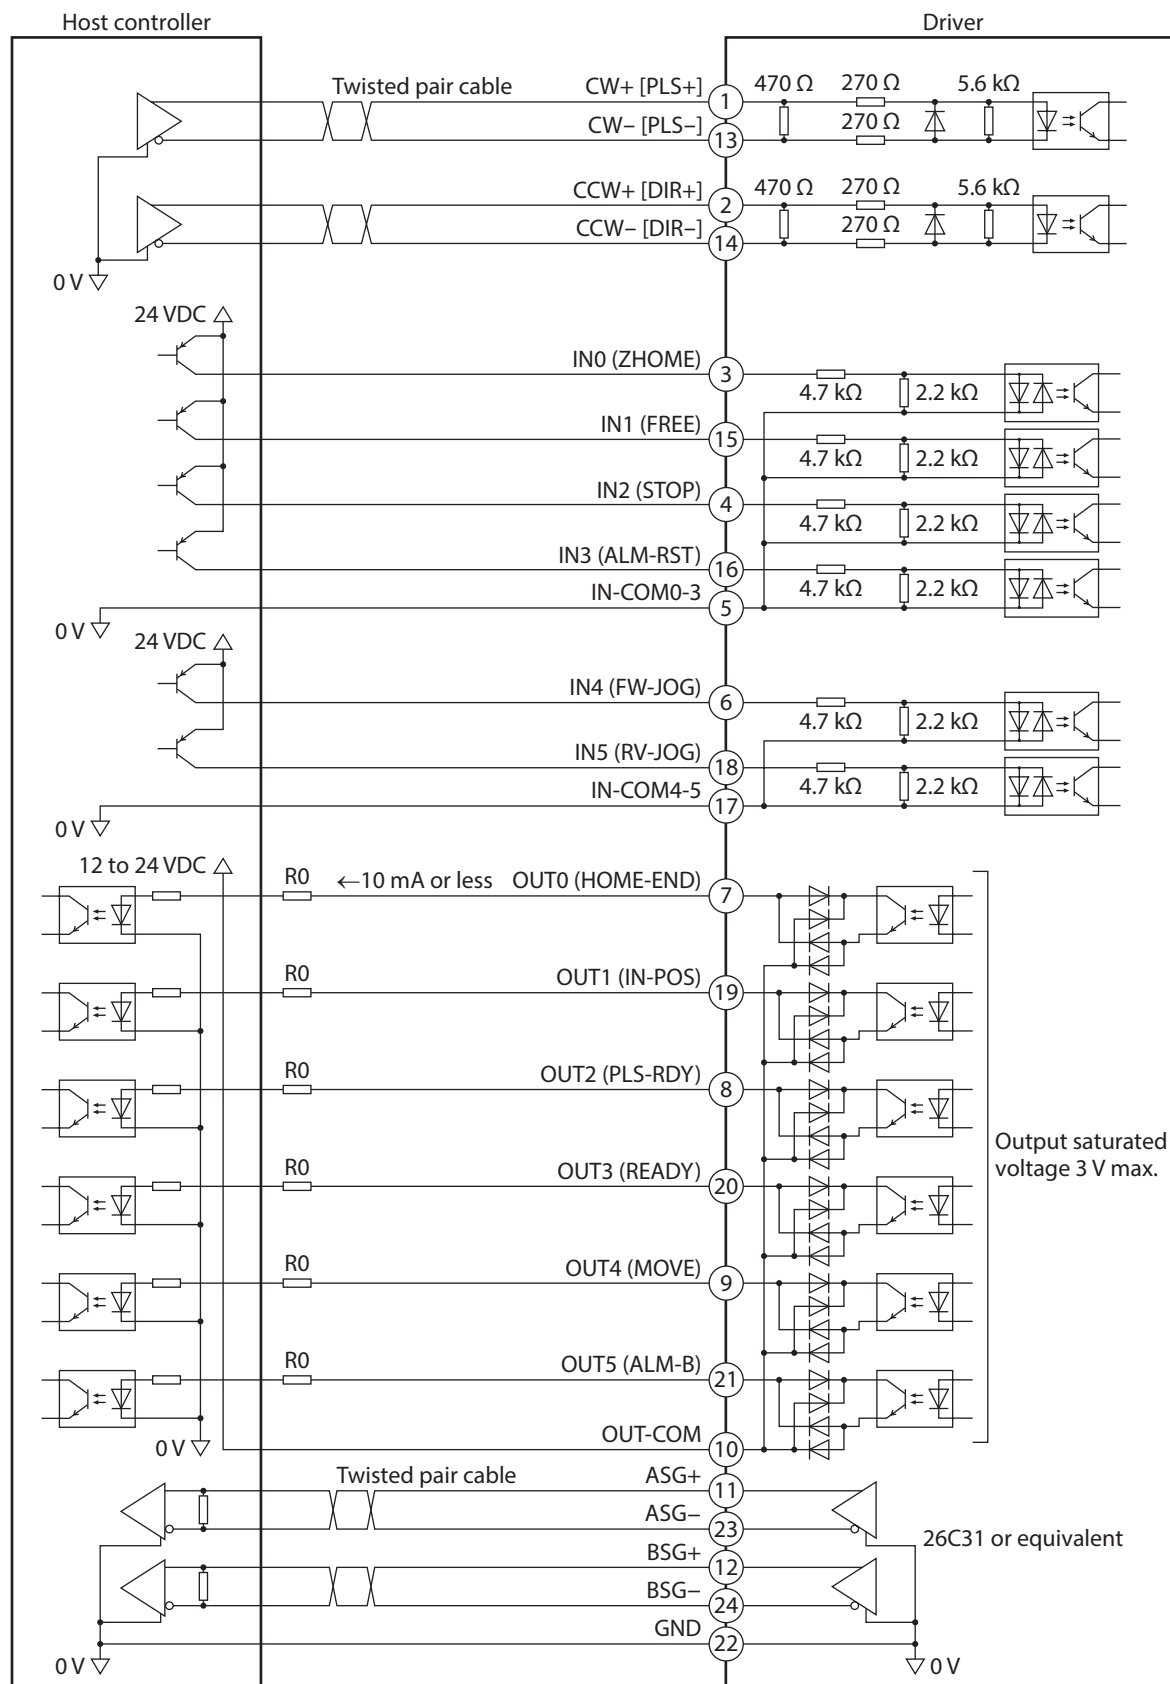 Host controller
Driver
Twisted pair cable
CW+ [PLS+]
1
470 Ω
270 Ω
5.6 kΩ
CW– [PLS–]
13
270 Ω
CCW+ [DIR+]
2
470 Ω
270 Ω
5.6 kΩ
CCW– [DIR–]
14
270 Ω
0 V
24 VDC
IN0 (ZHOME)
3
4.7 kΩ
2.2 kΩ
IN1 (FREE)
15
4.7 kΩ
2.2 kΩ
IN2 (STOP)
4
4.7 kΩ
2.2 kΩ
IN3 (ALM-RST)
16
4.7 kΩ
2.2 kΩ
IN-COM0-3
5
0 V
24 VDC
IN4 (FW-JOG)
6
4.7 kΩ
2.2 kΩ
IN5 (RV-JOG)
18
4.7 kΩ
2.2 kΩ
IN-COM4-5
17
0 V
12 to 24 VDC
R0
←10 mA or less
OUT0 (HOME-END)
7
R0
OUT1 (IN-POS)
19
R0
OUT2 (PLS-RDY)
8
Output saturated
voltage 3 V max.
R0
OUT3 (READY)
20
R0
OUT4 (MOVE)
9
R0
OUT5 (ALM-B)
21
0 V
OUT-COM
10
Twisted pair cable
ASG+
11
ASG–
23
26C31 or equivalent
BSG+
12
BSG–
24
GND
22
0 V
0 V